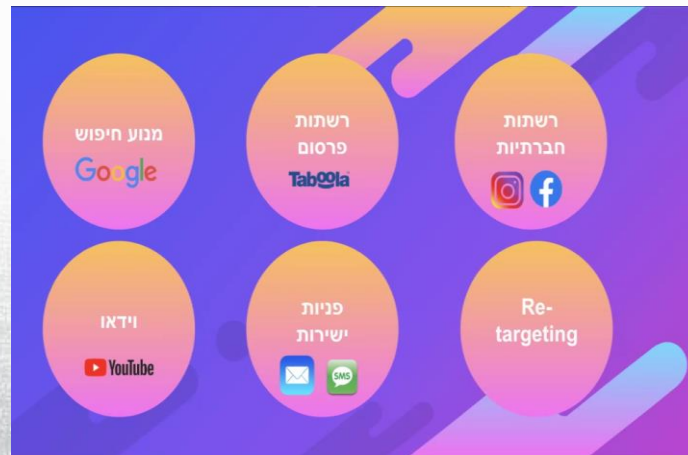 רשתות
חברתיות
רשתות
פרסום
Taboola
מנוע חיפוש
Google
Re-
targeting
פניות
ישירות
SMS
וידאו
YouTube